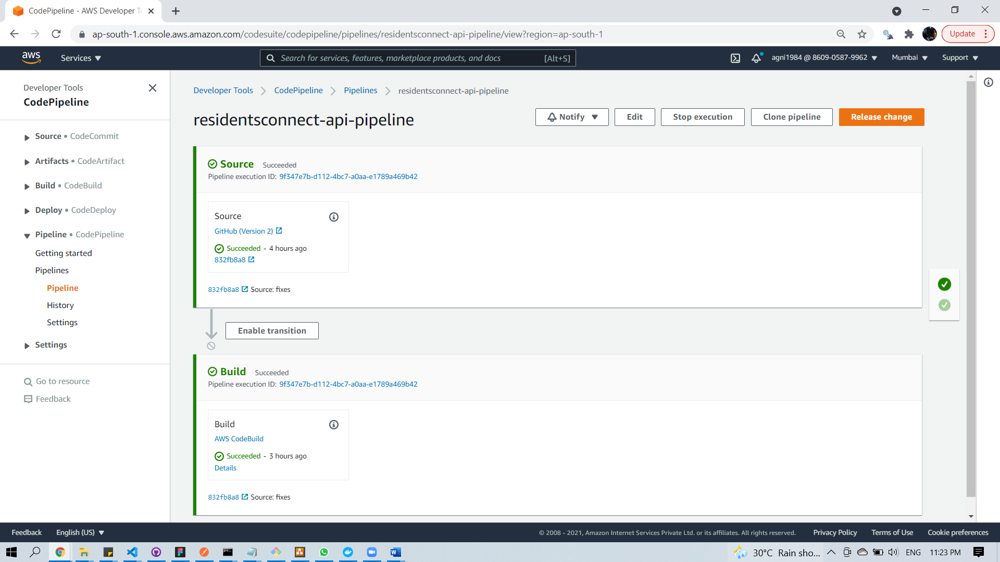 CodePipeline - AWS Developer To
ap-south-1.console.aws.amazon.com/codesuite/codepipeline/pipelines/residentsconnect-api-pipeline/view?region=ap-south-1
Update
aws
Services
Search for services, features, marketplace products, and docs
[Alt+S]
agni1984 @ 8609-0587-9962
Mumbai
Support
Developer Tools
CodePipeline
Source • CodeCommit
Artifacts • CodeArtifact
Build • CodeBuild
Deploy • CodeDeploy
Pipeline • CodePipeline
Getting started
Pipelines
Pipeline
History
Settings
Settings
Go to resource
Feedback
Developer Tools
CodePipeline
Pipelines
residentsconnect-api-pipeline
residentsconnect-api-pipeline
Notify
Edit
Stop execution
Clone pipeline
Release change
Source Succeeded
Pipeline execution ID: 9f347e7b-d112-4bc7-a0aa-e1789a469b42
Source
GitHub (Version 2)
Succeeded - 4 hours ago
832fb8a8
832fb8a8 Source: fixes
Enable transition
Build Succeeded
Pipeline execution ID: 9f347e7b-d112-4bc7-a0aa-e1789a469b42
Build
AWS CodeBuild
Succeeded - 3 hours ago
Details
832fb8a8 Source: fixes
Feedback
English (US)
© 2008 - 2021, Amazon Internet Services Private Ltd. or its affiliates. All rights reserved.
Privacy Policy
Terms of Use
Cookie preferences
30°C Rain sho...
ENG
11:23 PM